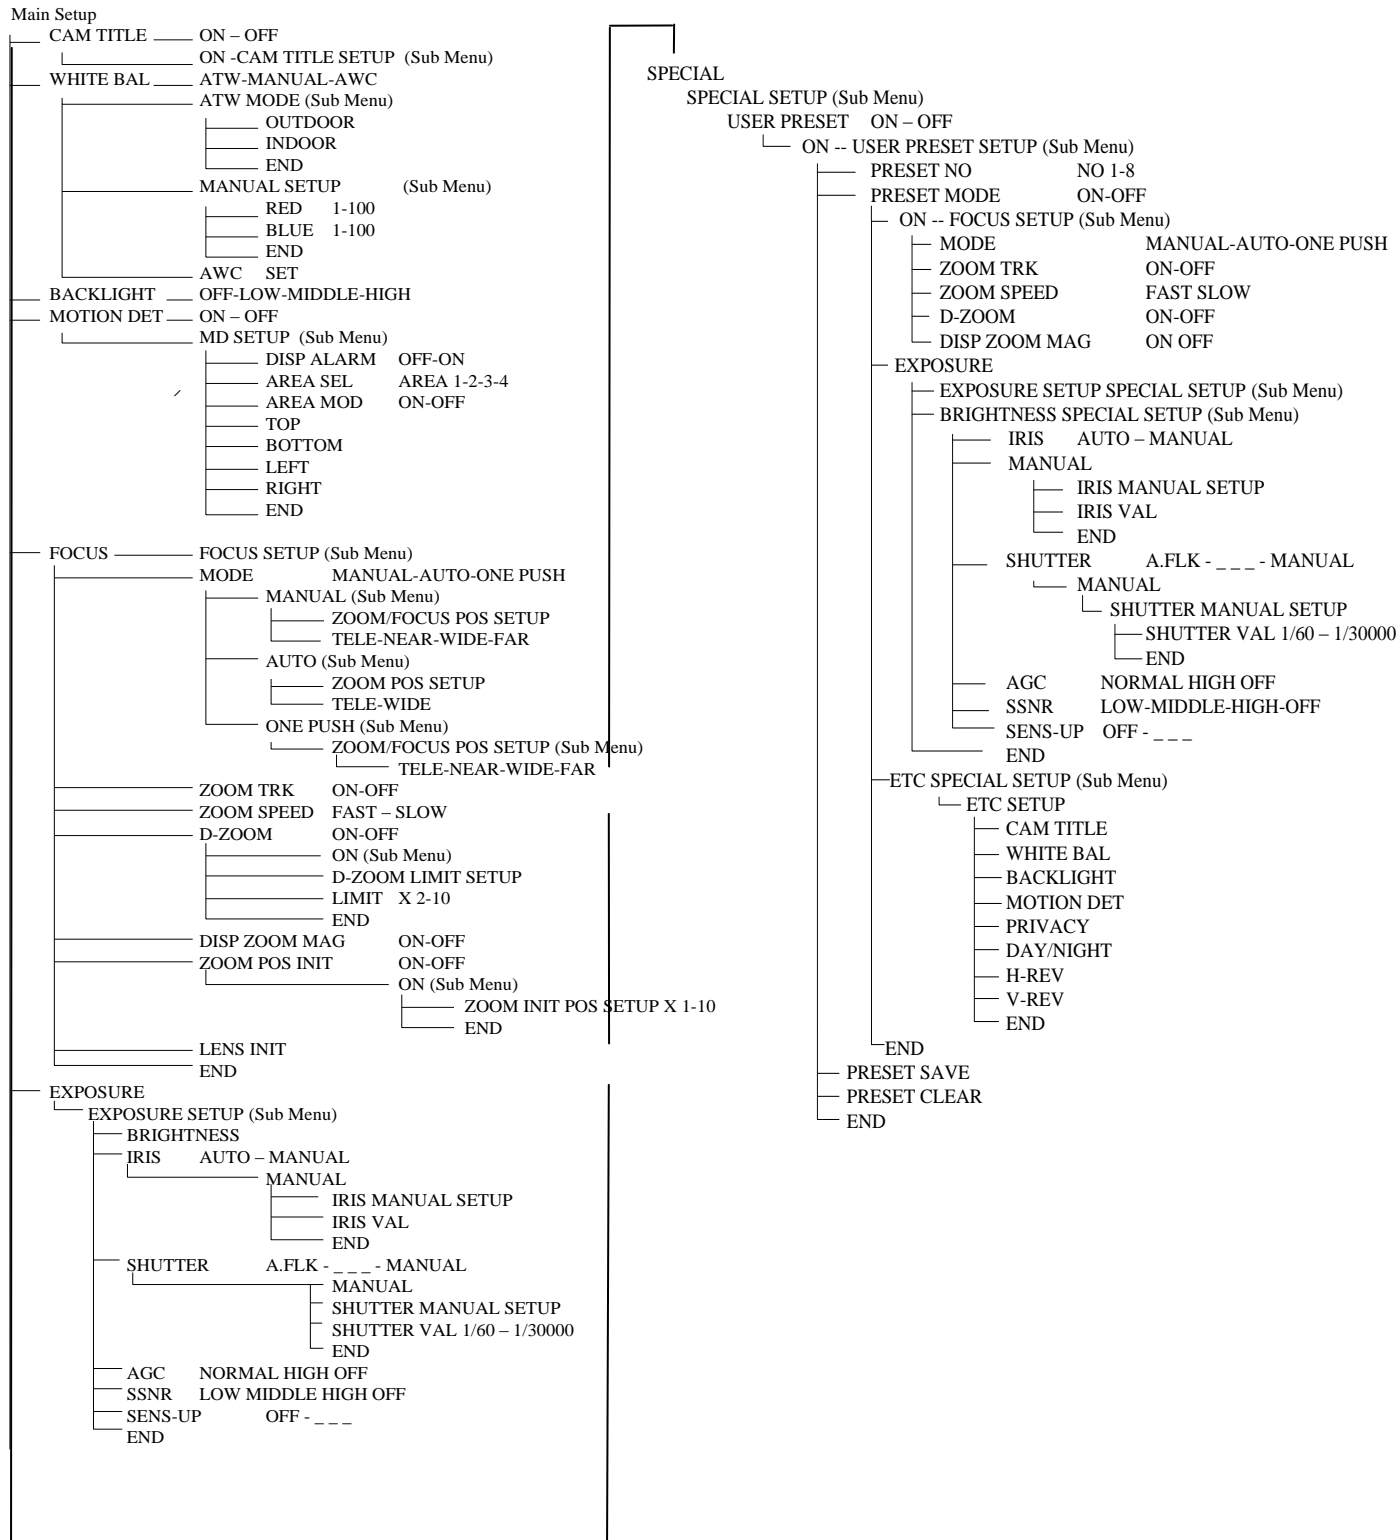 Main Setup
CAM TITLE ON – OFF
ON -CAM TITLE SETUP (Sub Menu)
WHITE BAL ATW-MANUAL-AWC
ATW MODE (Sub Menu)
OUTDOOR
INDOOR
END
MANUAL SETUP (Sub Menu)
RED 1-100
BLUE 1-100
END
AWC SET
BACKLIGHT OFF-LOW-MIDDLE-HIGH
MOTION DET ON – OFF
MD SETUP (Sub Menu)
DISP ALARM OFF-ON
AREA SEL AREA 1-2-3-4
AREA MOD ON-OFF
TOP
BOTTOM
LEFT
RIGHT
END
FOCUS FOCUS SETUP (Sub Menu)
MODE MANUAL-AUTO-ONE PUSH
MANUAL (Sub Menu)
ZOOM/FOCUS POS SETUP
TELE-NEAR-WIDE-FAR
AUTO (Sub Menu)
ZOOM POS SETUP
TELE-WIDE
ONE PUSH (Sub Menu)
ZOOM/FOCUS POS SETUP (Sub Menu)
TELE-NEAR-WIDE-FAR
ZOOM TRK ON-OFF
ZOOM SPEED FAST – SLOW
D-ZOOM ON-OFF
ON (Sub Menu)
D-ZOOM LIMIT SETUP
LIMIT X 2-10
END
DISP ZOOM MAG ON-OFF
ZOOM POS INIT ON-OFF
ON (Sub Menu)
ZOOM INIT POS SETUP X 1-10
END
LENS INIT
END
EXPOSURE
EXPOSURE SETUP (Sub Menu)
BRIGHTNESS
IRIS AUTO – MANUAL
MANUAL
IRIS MANUAL SETUP
IRIS VAL
END
SHUTTER A.FLK - _ _ _ - MANUAL
MANUAL
SHUTTER MANUAL SETUP
SHUTTER VAL 1/60 – 1/30000
END
AGC NORMAL HIGH OFF
SSNR LOW MIDDLE HIGH OFF
SENS-UP OFF - _ _ _
END
SPECIAL
SPECIAL SETUP (Sub Menu)
USER PRESET ON – OFF
ON -- USER PRESET SETUP (Sub Menu)
PRESET NO NO 1-8
PRESET MODE ON-OFF
ON -- FOCUS SETUP (Sub Menu)
MODE MANUAL-AUTO-ONE PUSH
ZOOM TRK ON-OFF
ZOOM SPEED FAST SLOW
D-ZOOM ON-OFF
DISP ZOOM MAG ON OFF
EXPOSURE
EXPOSURE SETUP SPECIAL SETUP (Sub Menu)
BRIGHTNESS SPECIAL SETUP (Sub Menu)
IRIS AUTO – MANUAL
MANUAL
IRIS MANUAL SETUP
IRIS VAL
END
SHUTTER A.FLK - _ _ _ - MANUAL
MANUAL
SHUTTER MANUAL SETUP
SHUTTER VAL 1/60 – 1/30000
END
AGC NORMAL HIGH OFF
SSNR LOW-MIDDLE-HIGH-OFF
SENS-UP OFF - _ _ _
END
ETC SPECIAL SETUP (Sub Menu)
ETC SETUP
CAM TITLE
WHITE BAL
BACKLIGHT
MOTION DET
PRIVACY
DAY/NIGHT
H-REV
V-REV
END
END
PRESET SAVE
PRESET CLEAR
END